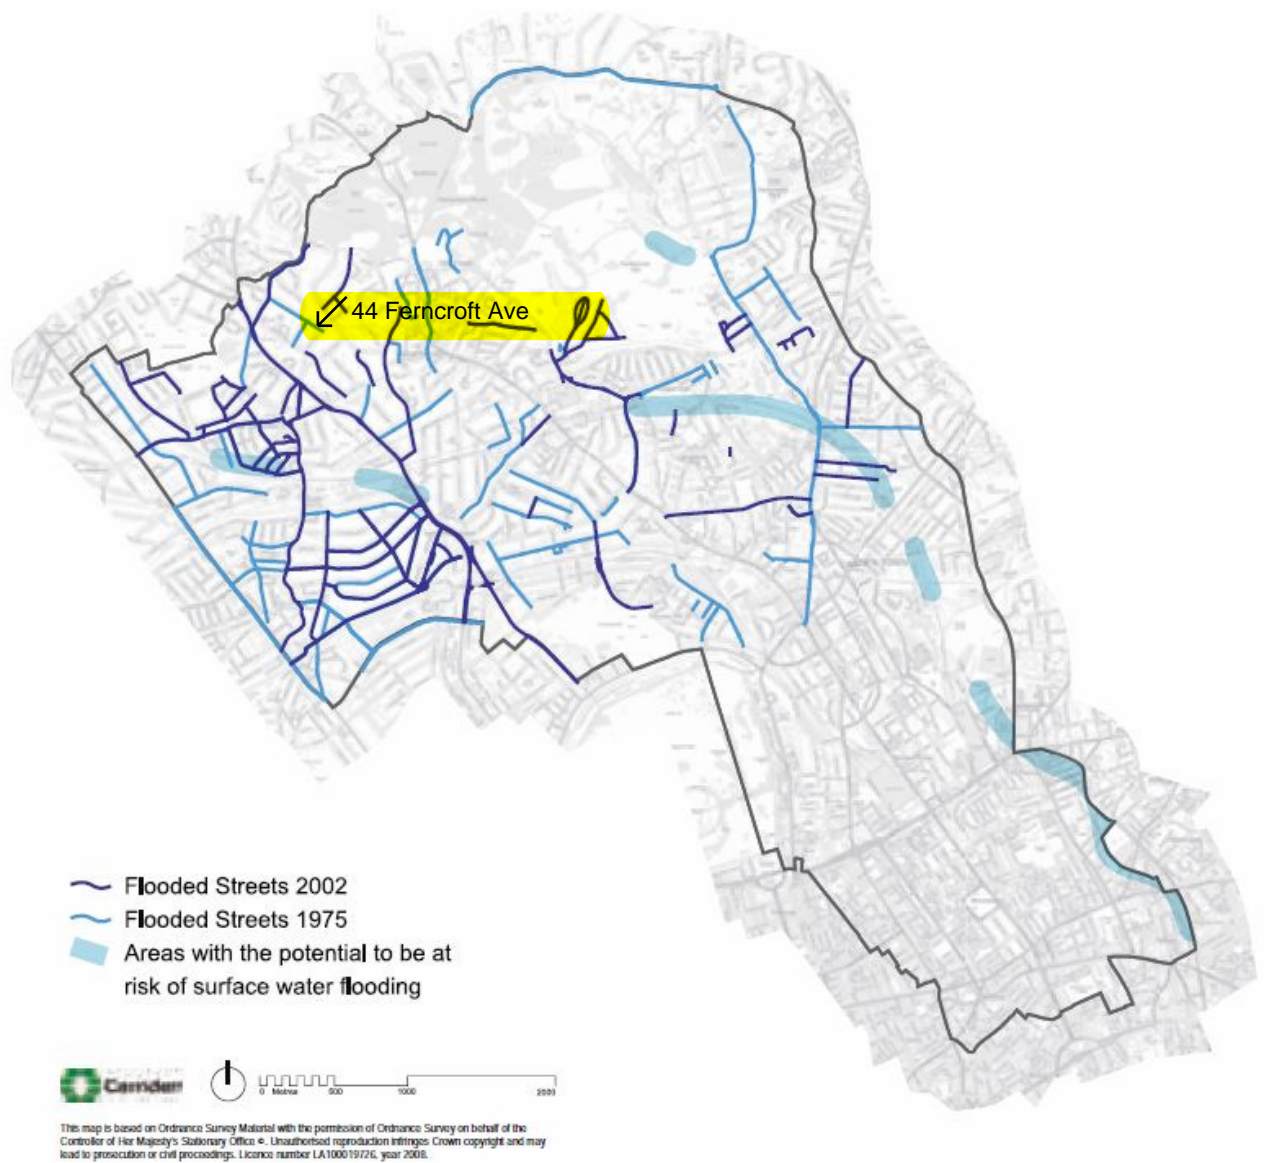 44 Ferncroft Ave
Flooded Streets 2002
Flooded Streets 1975
Areas with the potential to be at
risk of surface water flooding
Camden
0 Metres 500 1000 2000
This map is based on Ordnance Survey Material with the permission of Ordnance Survey on behalf of the
Controller of Her Majesty's Stationary Office ©. Unauthorised reproduction infringes Crown copyright and may
lead to prosecution or civil proceedings. Licence number LA100019726, year 2008.